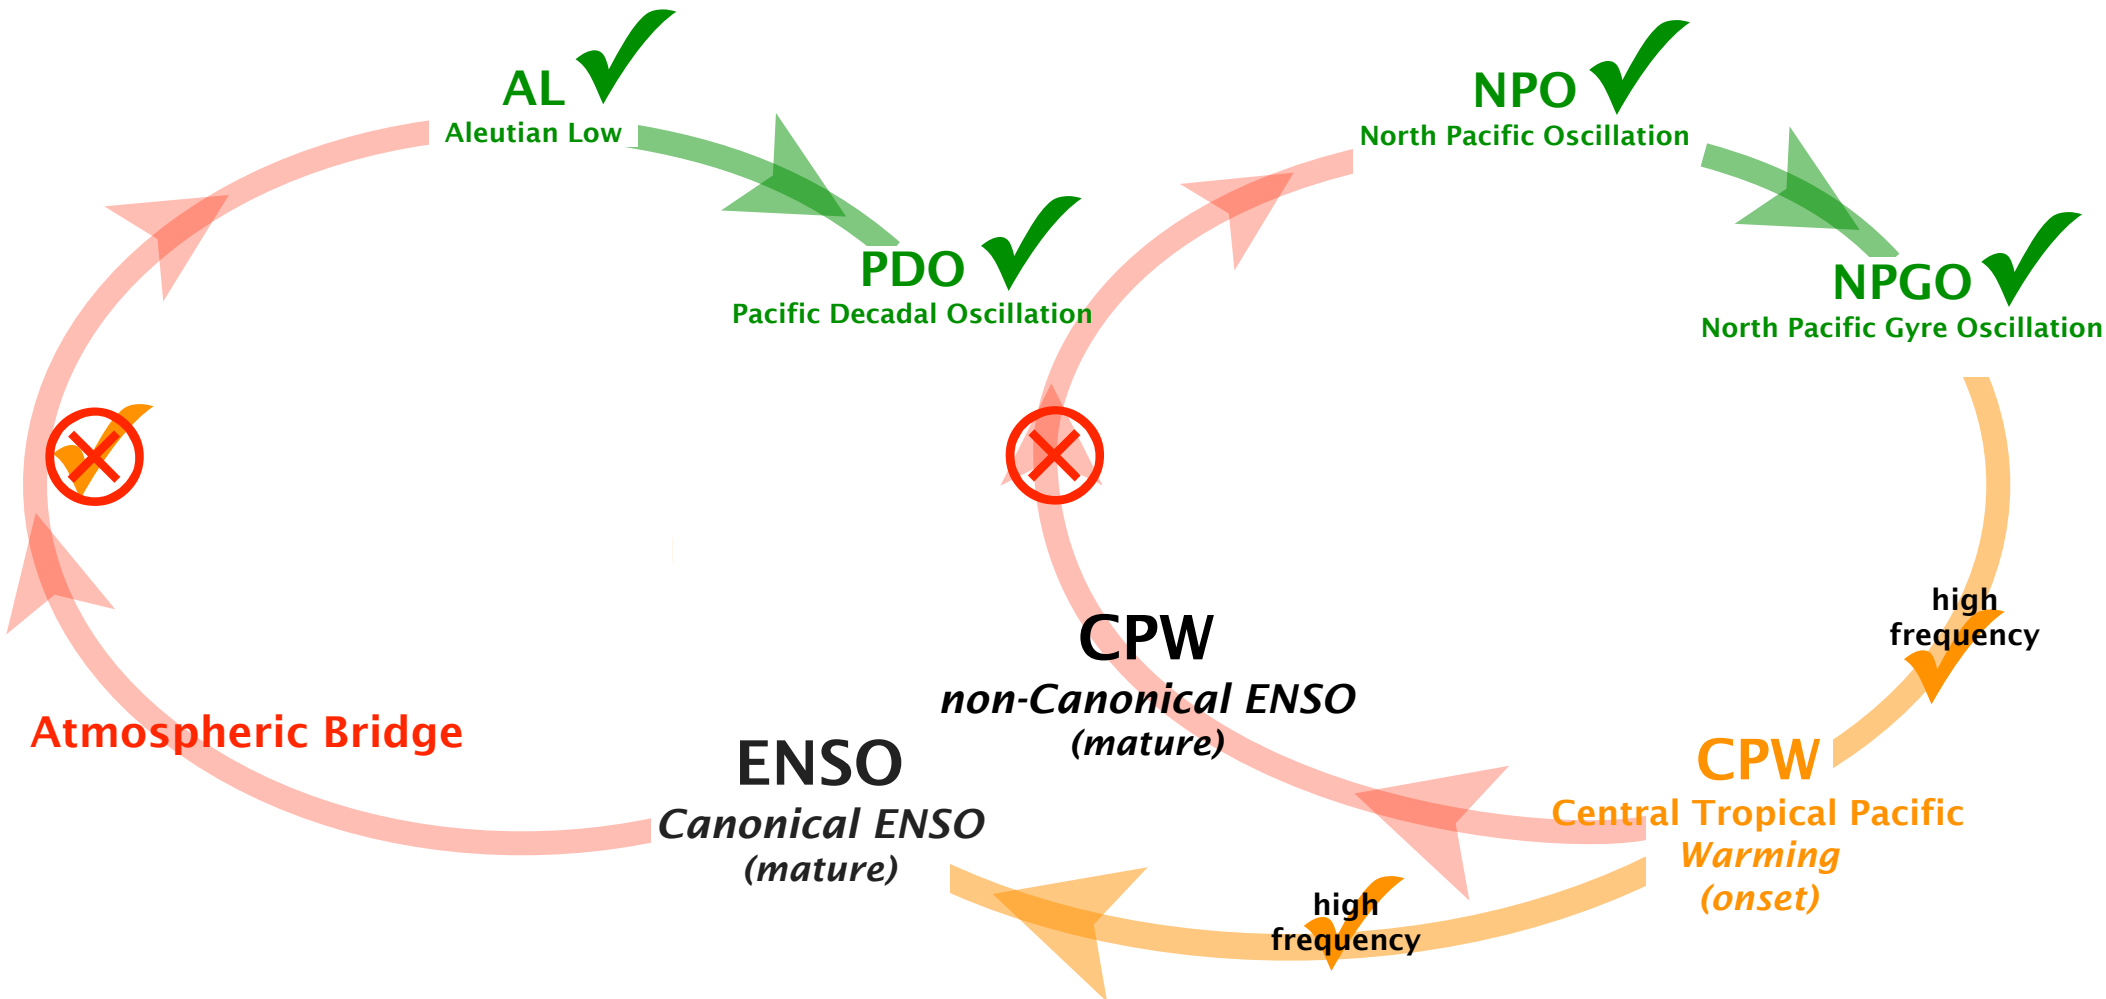 AL
Aleutian Low
NPO
North Pacific Oscillation
PDO
Pacific Decadal Oscillation
NPGO
North Pacific Gyre Oscillation
high
frequency
CPW
non-Canonical ENSO
(mature)
Atmospheric Bridge
ENSO
Canonical ENSO
(mature)
CPW
Central Tropical Pacific
Warming
(onset)
high
frequency